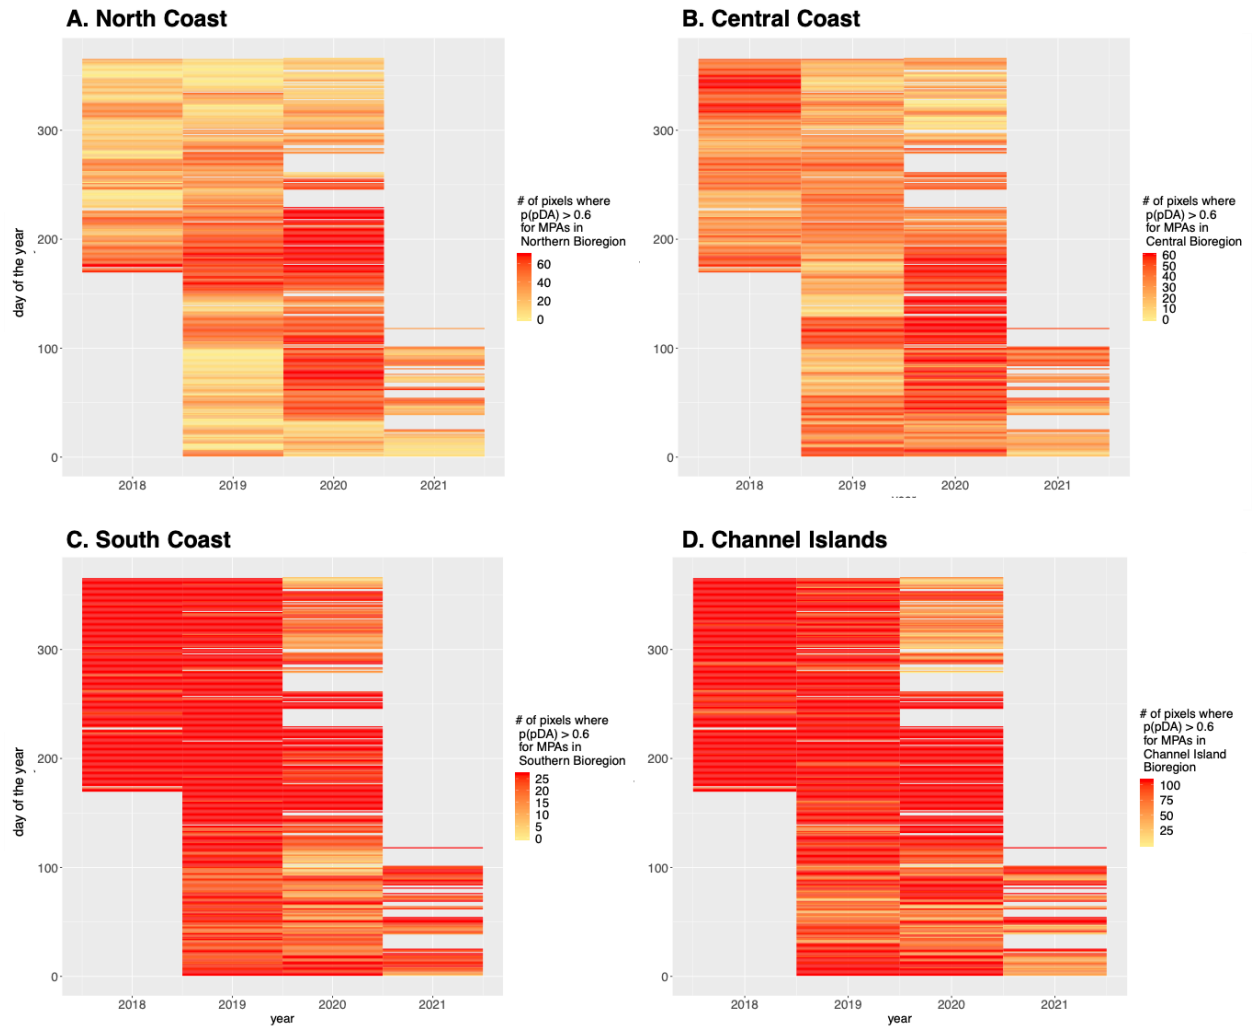 A. North Coast
300
200
100
0
day of the year
2018 2019 2020 2021
# of pixels where
p(pDA) > 0.6
for MPAs in
Northern Bioregion
60
40
20
0
B. Central Coast
300
200
100
0
2018 2019 2020 2021
# of pixels where
p(pDA) > 0.6
for MPAs in
Central Bioregion
60
50
40
30
20
10
0
C. South Coast
300
200
100
0
day of the year
2018 2019 2020 2021
year
# of pixels where
p(pDA) > 0.6
for MPAs in
Southern Bioregion
25
20
15
10
5
0
D. Channel Islands
300
200
100
0
2018 2019 2020 2021
year
# of pixels where
p(pDA) > 0.6
for MPAs in
Channel Island
Bioregion
100
75
50
25